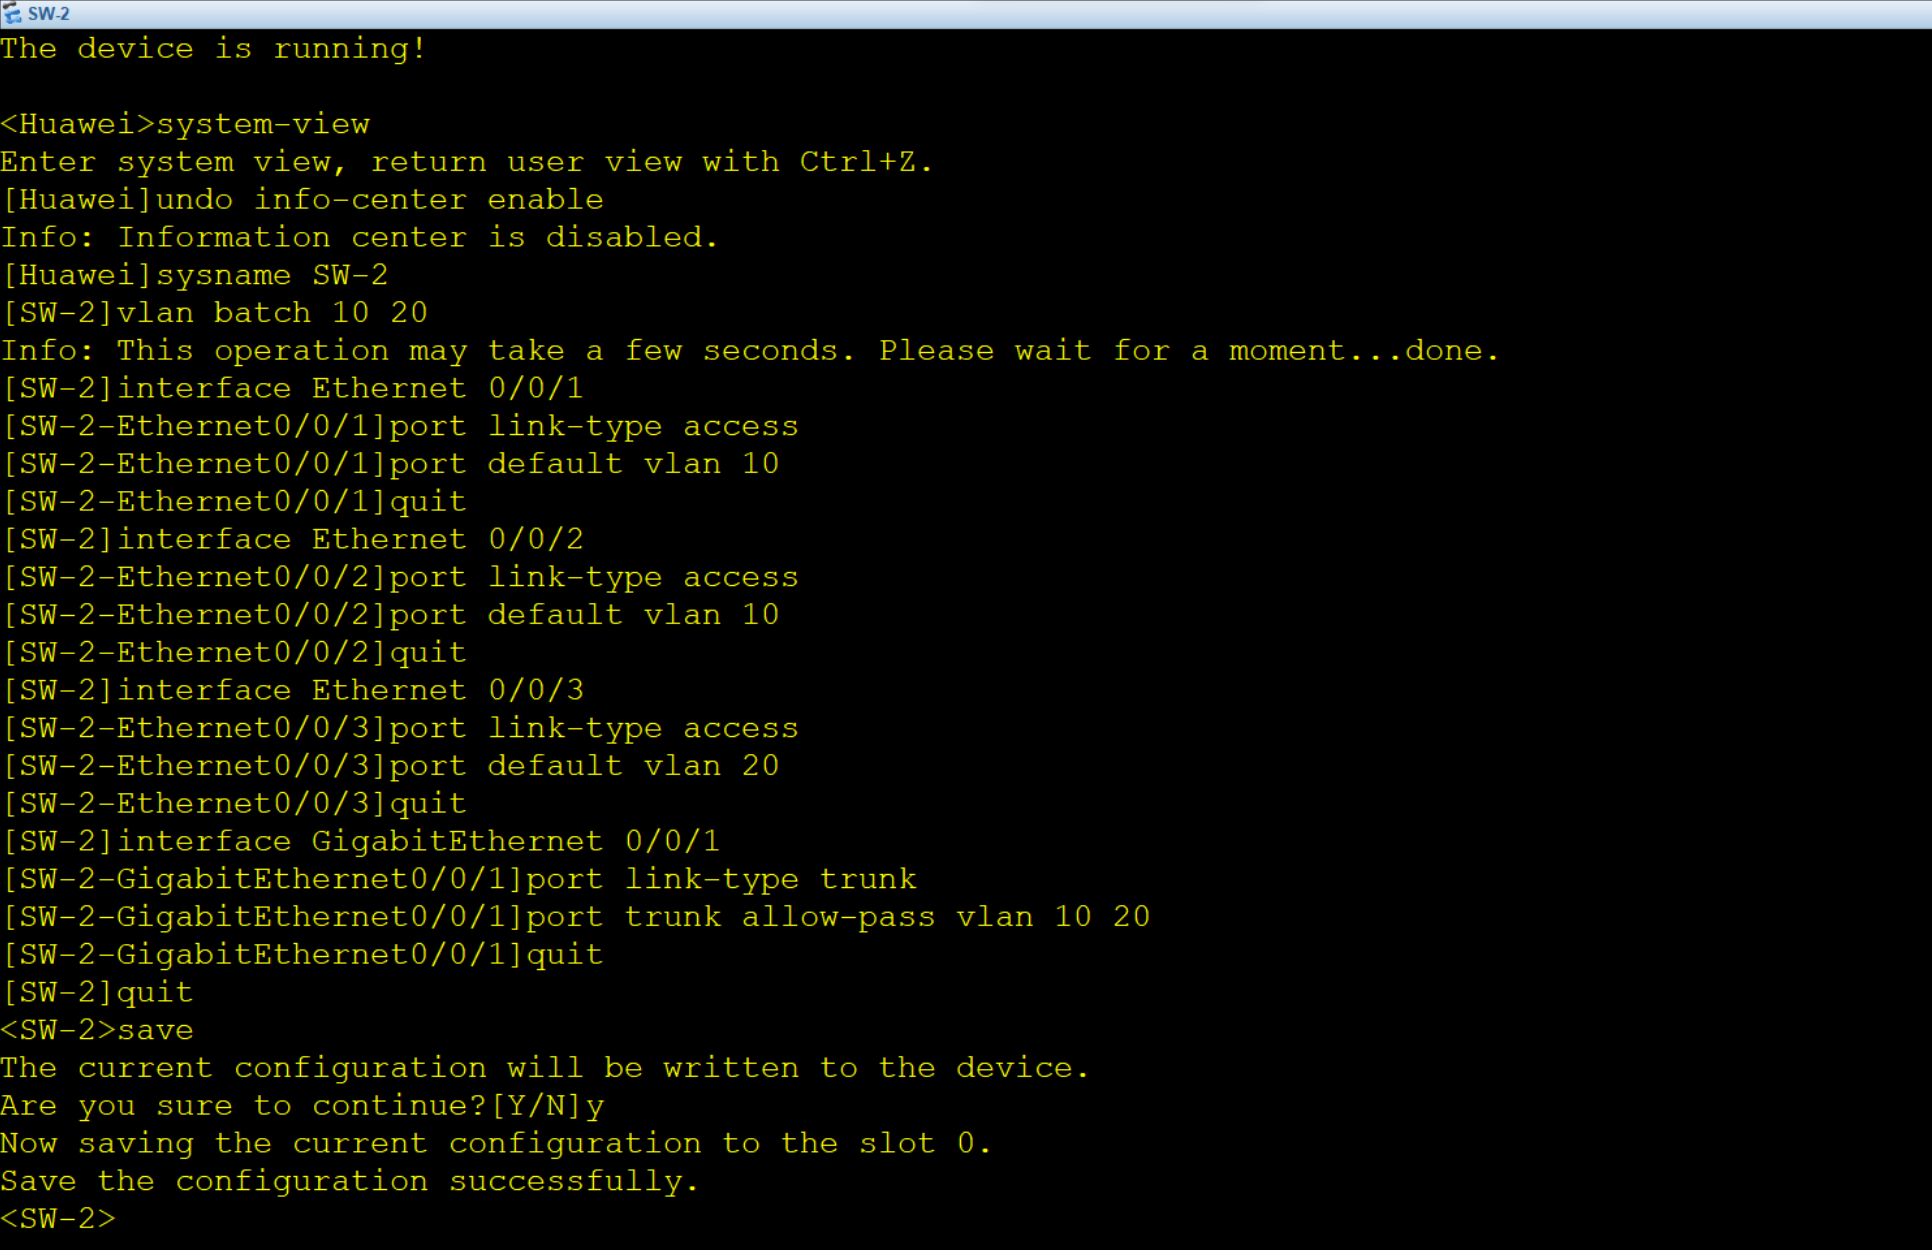 SW-2
The device is running!
<Huawei>system-view
Enter system view, return user view with Ctrl+Z.
[Huawei]undo info-center enable
Info: Information center is disabled.
[Huawei]sysname SW-2
[SW-2]vlan batch 10 20
Info: This operation may take a few seconds. Please wait for a moment...done.
[SW-2]interface Ethernet 0/0/1
[SW-2-Ethernet0/0/1]port link-type access
[SW-2-Ethernet0/0/1]port default vlan 10
[SW-2-Ethernet0/0/1]quit
[SW-2]interface Ethernet 0/0/2
[SW-2-Ethernet0/0/2]port link-type access
[SW-2-Ethernet0/0/2]port default vlan 10
[SW-2-Ethernet0/0/2]quit
[SW-2]interface Ethernet 0/0/3
[SW-2-Ethernet0/0/3]port link-type access
[SW-2-Ethernet0/0/3]port default vlan 20
[SW-2-Ethernet0/0/3]quit
[SW-2]interface GigabitEthernet 0/0/1
[SW-2-GigabitEthernet0/0/1]port link-type trunk
[SW-2-GigabitEthernet0/0/1]port trunk allow-pass vlan 10 20
[SW-2-GigabitEthernet0/0/1]quit
[SW-2]quit
<SW-2>save
The current configuration will be written to the device.
Are you sure to continue?[Y/N]y
Now saving the current configuration to the slot 0.
Save the configuration successfully.
<SW-2>